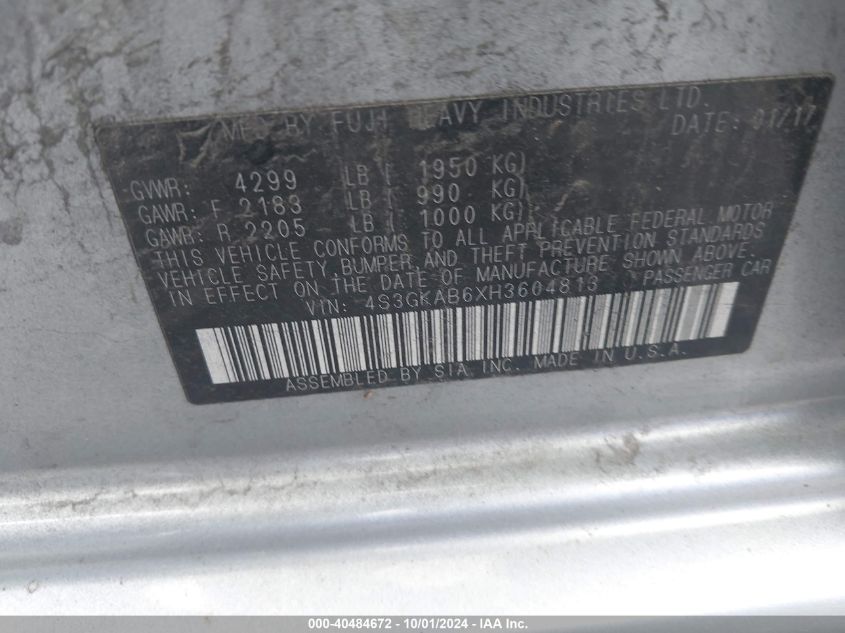 MFD BY FUJI HEAVY INDUSTRIES LTD.
DATE: 01/17
GVWR: 4299 LB ( 1950 KG)
GAWR: F 2183 LB ( 990 KG)
GAWR: R 2205 LB ( 1000 KG)
THIS VEHICLE CONFORMS TO ALL APPLICABLE FEDERAL MOTOR
VEHICLE SAFETY, BUMPER, AND THEFT PREVENTION STANDARDS
IN EFFECT ON THE DATE OF MANUFACTURE SHOWN ABOVE.
VIN: 4S3GKAB6XH3604813 PASSENGER CAR
ASSEMBLED BY SIA, INC. MADE IN U.S.A.
000-40484672 - 10/01/2024 - IAA Inc.